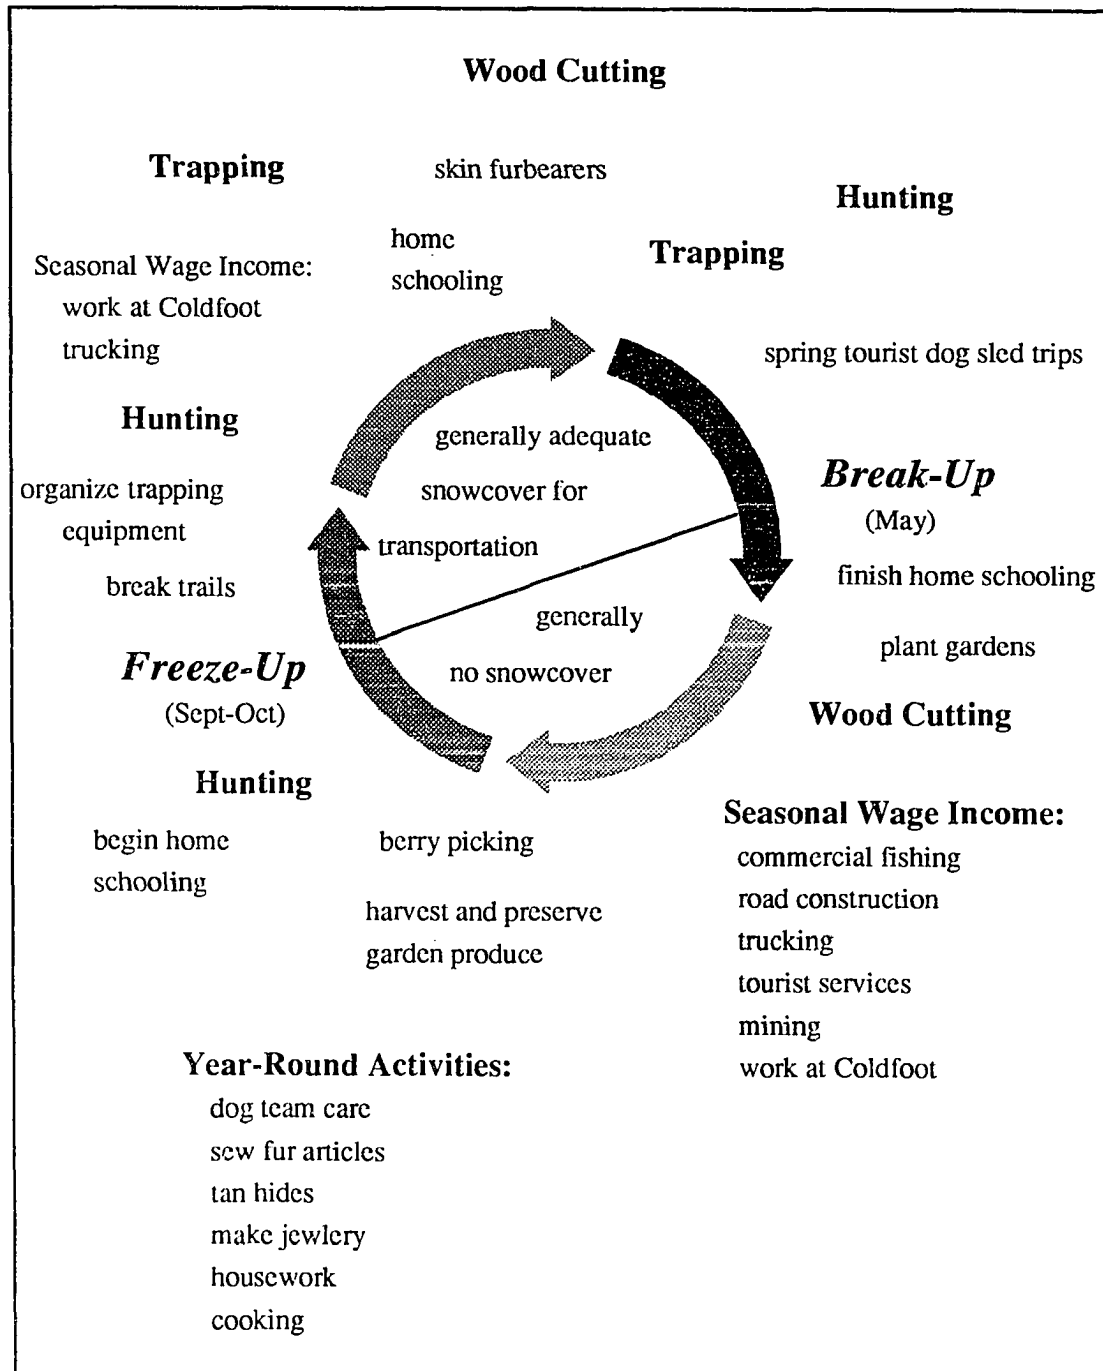 Wood Cutting
Trapping
skin furbearers
Hunting
home
schooling
Trapping
Seasonal Wage Income:
work at Coldfoot
trucking
spring tourist dog sled trips
Hunting
generally adequate
snowcover for
transportation
organize trapping
equipment
break trails
Break-Up
(May)
finish home schooling
generally
no snowcover
plant gardens
Freeze-Up
(Sept-Oct)
Wood Cutting
Hunting
begin home
schooling
berry picking
harvest and preserve
garden produce
Seasonal Wage Income:
commercial fishing
road construction
trucking
tourist services
mining
work at Coldfoot
Year-Round Activities:
dog team care
sew fur articles
tan hides
make jewlery
housework
cooking